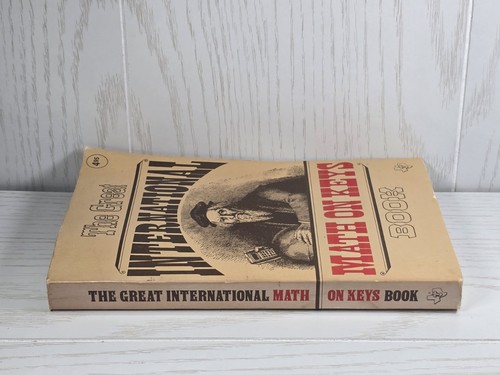 The Great
INTERNATIONAL
MATH ON KEYS
BOOK
THE GREAT INTERNATIONAL MATH ON KEYS BOOK